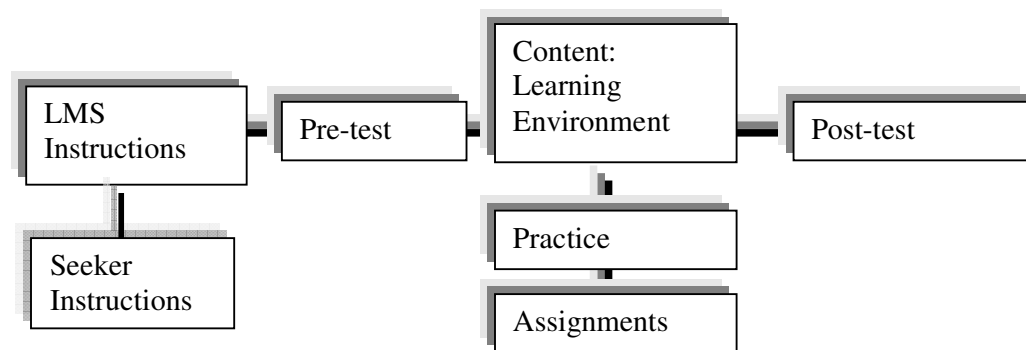 LMS
Instructions
Pre-test
Content:
Learning
Environment
Post-test
Seeker
Instructions
Practice
Assignments